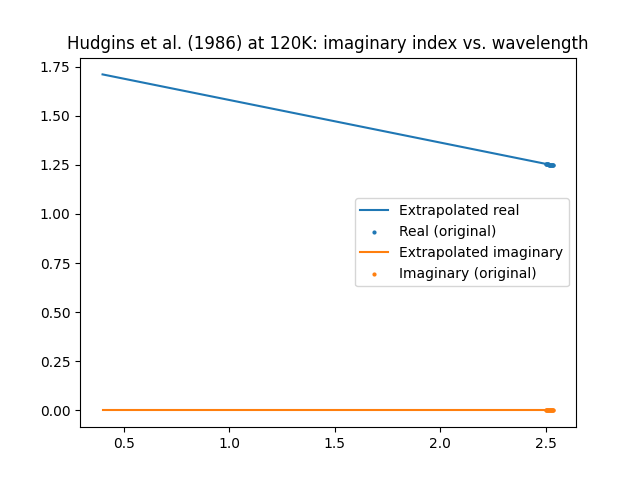 Hudgins et al. (1986) at 120K: imaginary index vs. wavelength
1.75
1.50
1.25
1.00
0.75
0.50
0.25
0.00
Extrapolated real
Real (original)
Extrapolated imaginary
Imaginary (original)
0.5
1.0
1.5
2.0
2.5